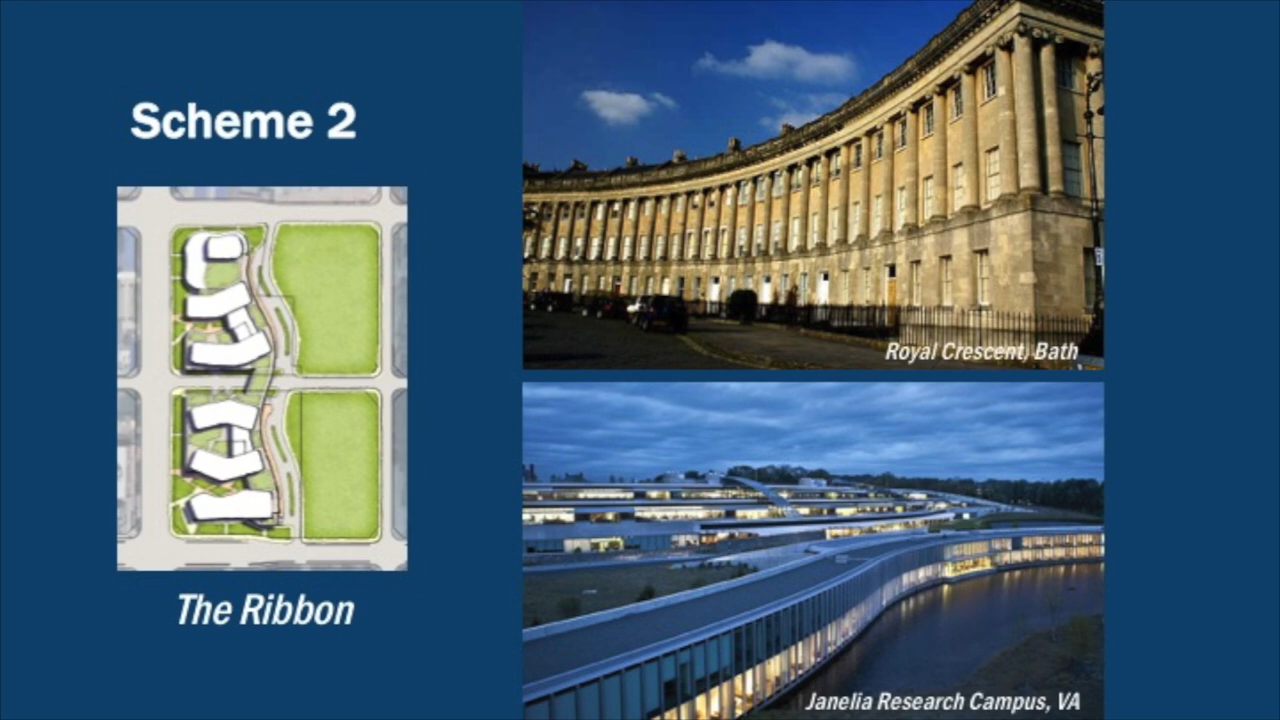 Scheme 2
The Ribbon
Royal Crescent, Bath
Janelia Research Campus, VA